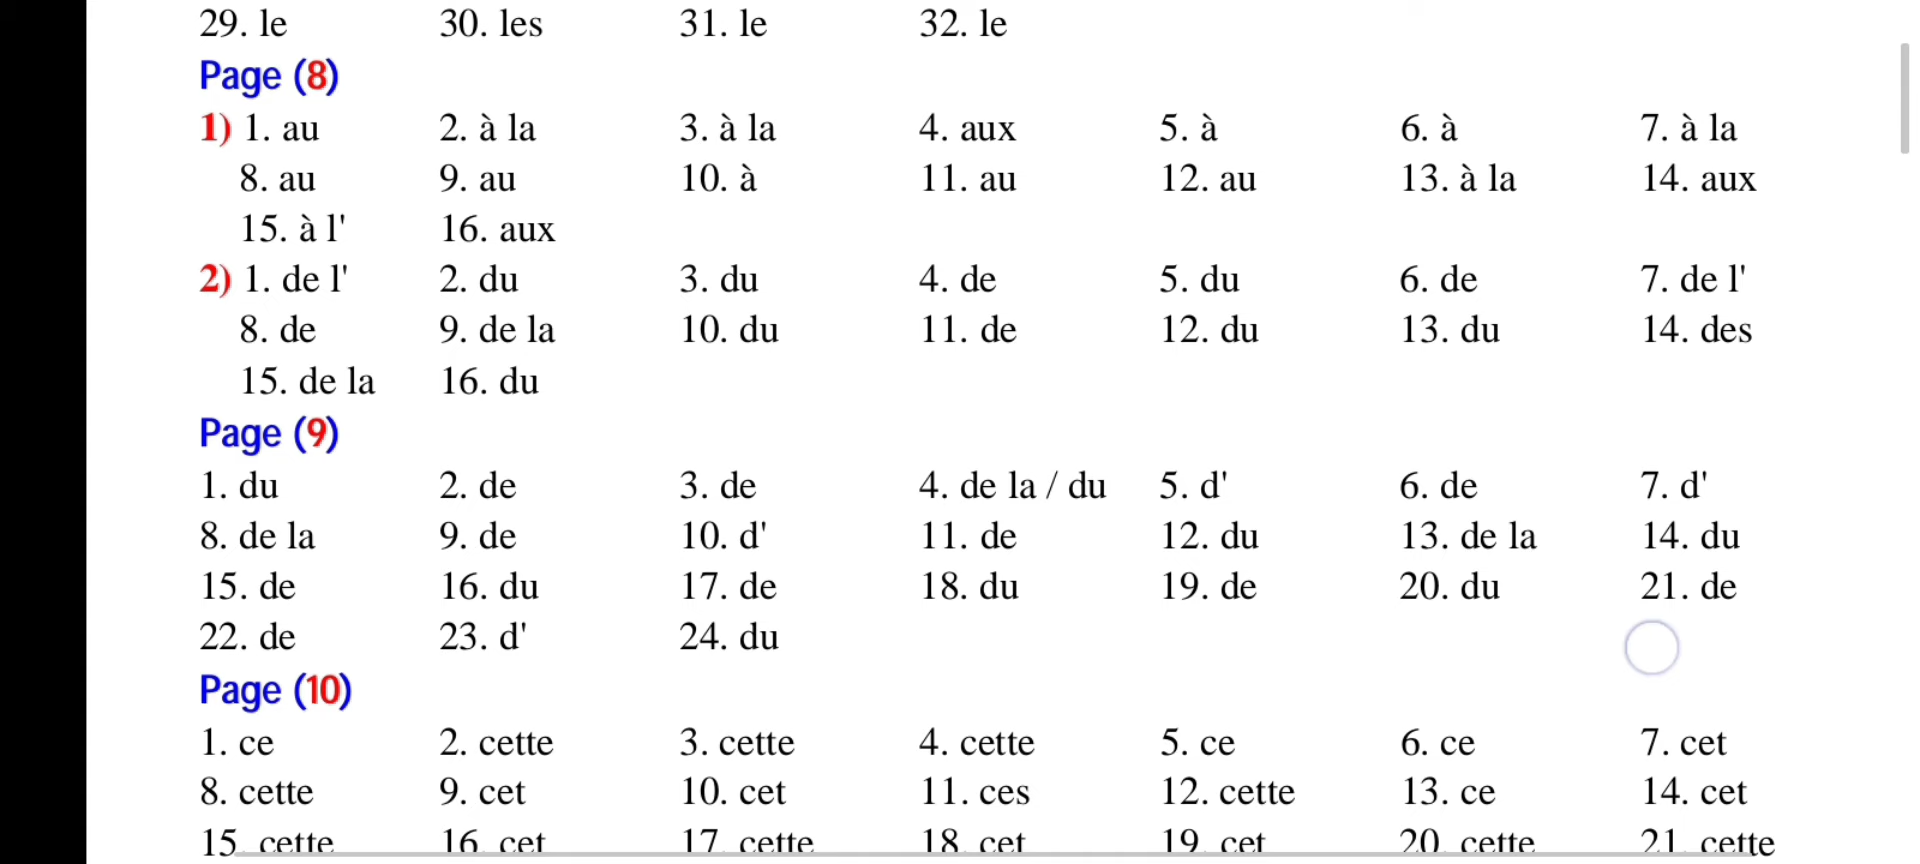 29. le 30. les 31. le 32. le
Page (8)
1) 1. au 2. à la 3. à la 4. aux 5. à 6. à 7. à la
8. au 9. au 10. à 11. au 12. au 13. à la 14. aux
15. à l' 16. aux
2) 1. de l' 2. du 3. du 4. de 5. du 6. de 7. de l'
8. de 9. de la 10. du 11. de 12. du 13. du 14. des
15. de la 16. du
Page (9)
1. du 2. de 3. de 4. de la / du 5. d' 6. de 7. d'
8. de la 9. de 10. d' 11. de 12. du 13. de la 14. du
15. de 16. du 17. de 18. du 19. de 20. du 21. de
22. de 23. d' 24. du
Page (10)
1. ce 2. cette 3. cette 4. cette 5. ce 6. ce 7. cet
8. cette 9. cet 10. cet 11. ces 12. cette 13. ce 14. cet
15. cette 16. cet 17. cette 18. cet 19. cet 20. cette 21. cette